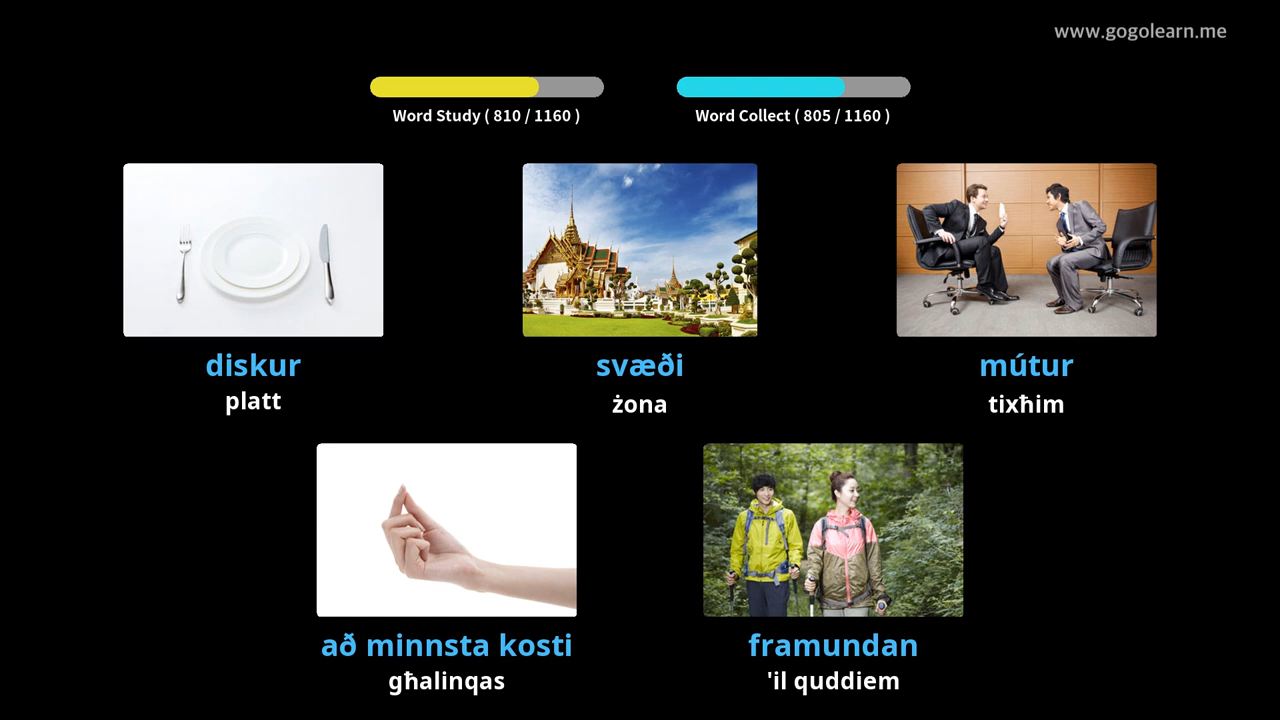 www.gogolearn.me
Word Study ( 810 / 1160 )
Word Collect ( 805 / 1160 )
diskur
platt
svæði
żona
mútur
tixħim
að minnsta kosti
għalinqas
framundan
'il quddiem